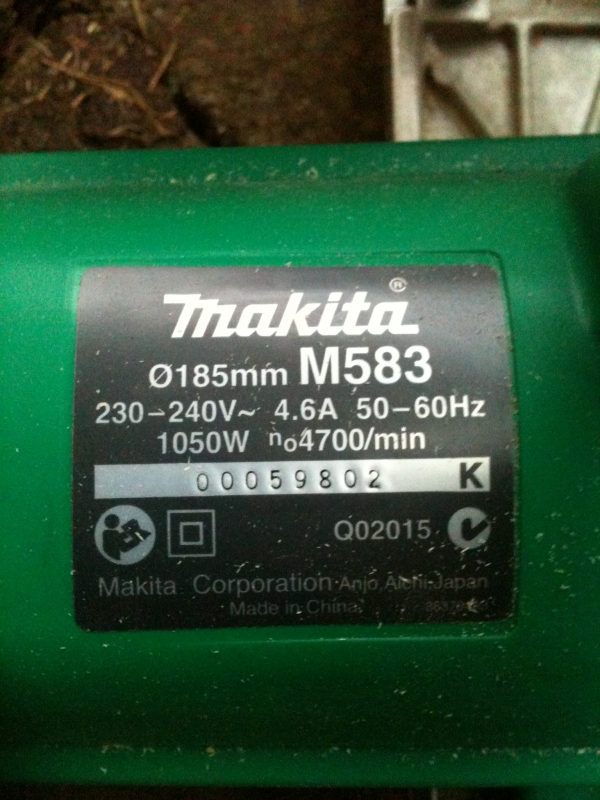 makita®
Ø185mm M583
230-240V~ 4.6A 50-60Hz
1050W n₀4700/min
00059802 K
Q02015
Makita Corporation Anjo, Aichi Japan
Made in China